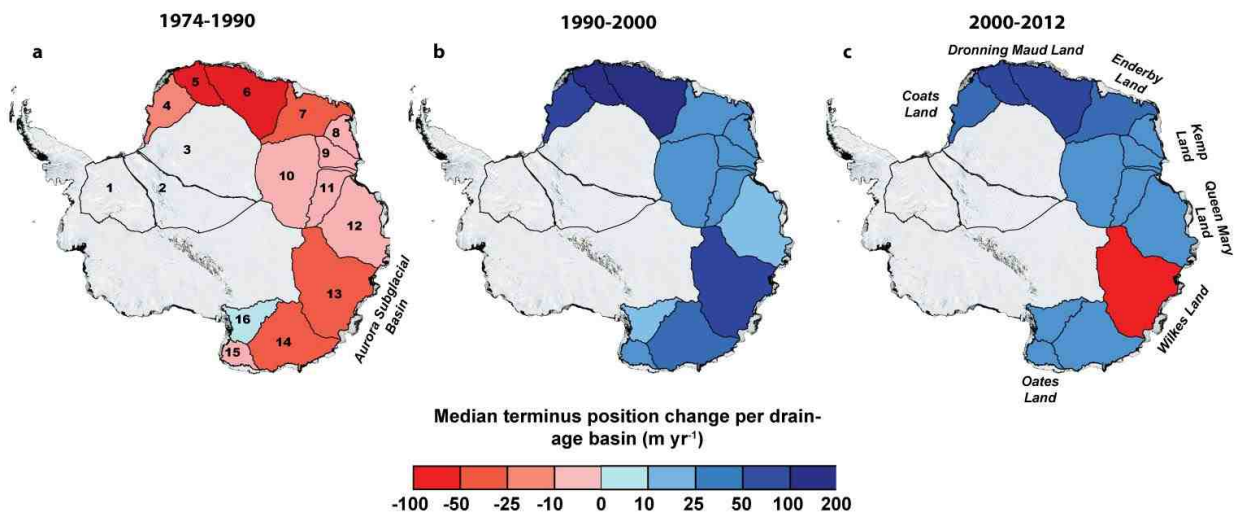 1974-1990
1990-2000
2000-2012
a
b
c
5
6
4
7
3
8
9
10
1
2
11
12
13
16
14
15
Aurora Subglacial
Basin
Dronning Maud Land
Enderby
Land
Coats
Land
Kemp
Land
Queen Mary
Land
Wilkes Land
Oates
Land
Median terminus position change per drain-
age basin (m yr⁻¹)
-100 -50 -25 -10 0 10 25 50 100 200